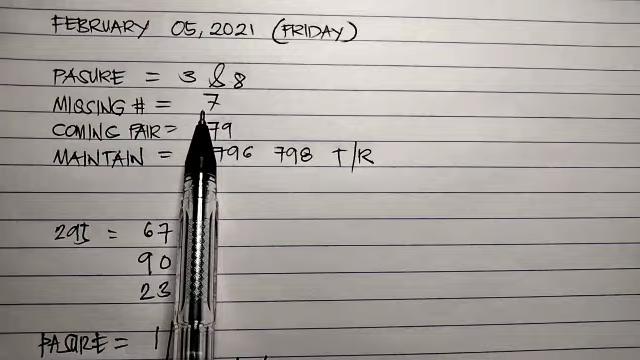 FEBRUARY 05, 2021 (FRIDAY)
PASURE = 3 & 8
MISSING # = 7
COMING PAIR = 79
MAINTAIN = 796 798 T/R
295 = 67
90
23
PASURE = 1